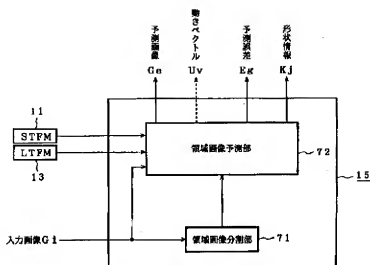 予測画像
Ge
動きベクトル
Uv
予測誤差
Eg
形状情報
Kj
11
STFM
LTFM
13
領域画像予測部
72
15
入力画像Gi
領域画像分割部
71